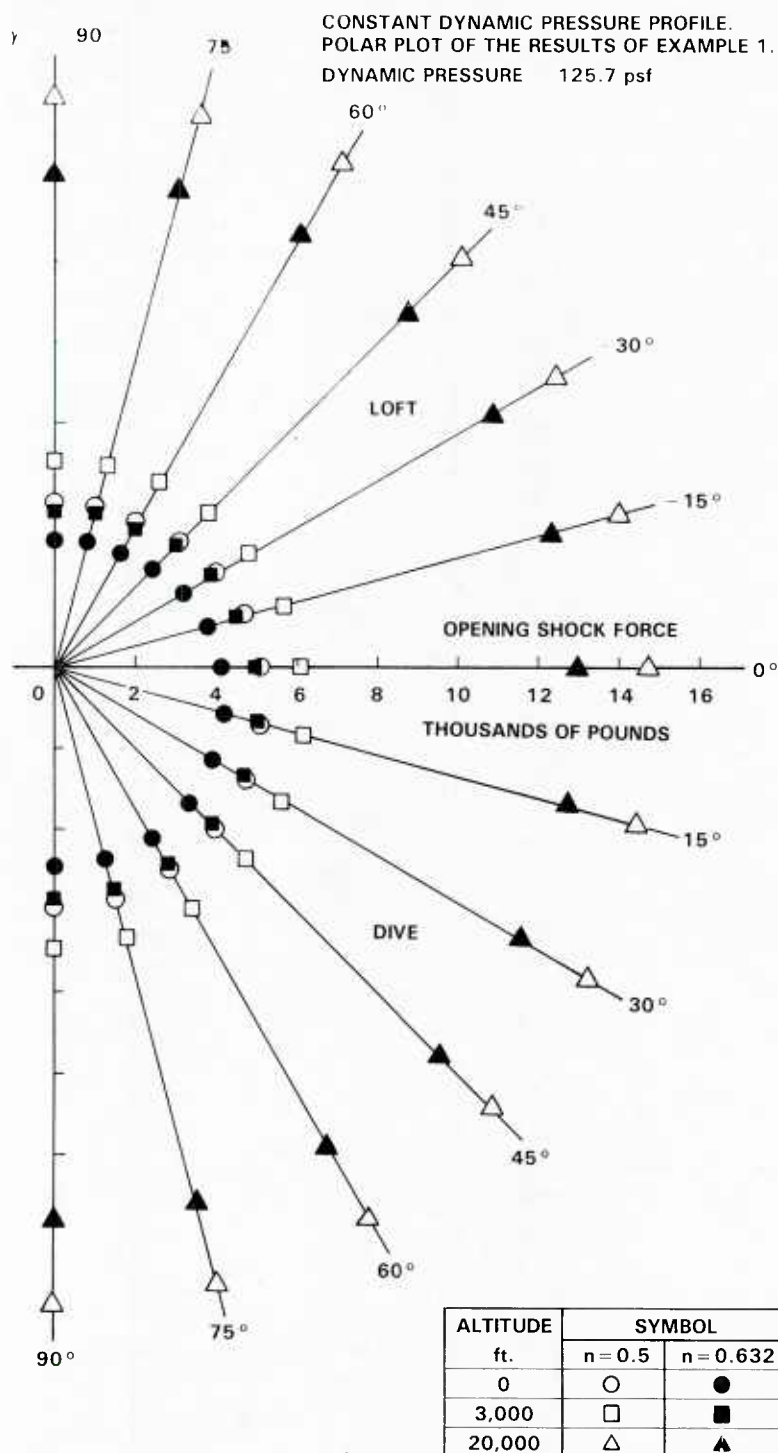 CONSTANT DYNAMIC PRESSURE PROFILE.
POLAR PLOT OF THE RESULTS OF EXAMPLE 1.
DYNAMIC PRESSURE 125.7 psf
90
75
60°
45°
30°
LOFT
15°
OPENING SHOCK FORCE
0°
0 2 4 6 8 10 12 14 16
THOUSANDS OF POUNDS
15°
DIVE
30°
45°
60°
75°
90°
ALTITUDE SYMBOL
ft. n=0.5 n=0.632
0
3,000
20,000